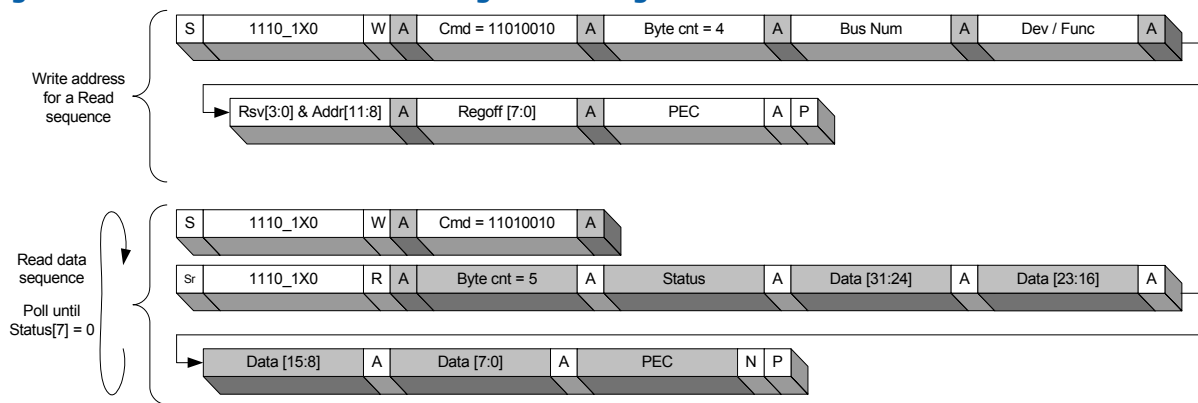 S 1110_1X0 W A Cmd = 11010010 A Byte cnt = 4 A Bus Num A Dev / Func A
Write address
for a Read
sequence
Rsv[3:0] & Addr[11:8] A Regoff [7:0] A PEC A P
S 1110_1X0 W A Cmd = 11010010 A
Read data
sequence
Poll until
Status[7] = 0
Sr 1110_1X0 R A Byte cnt = 5 A Status A Data [31:24] A Data [23:16] A
Data [15:8] A Data [7:0] A PEC N P